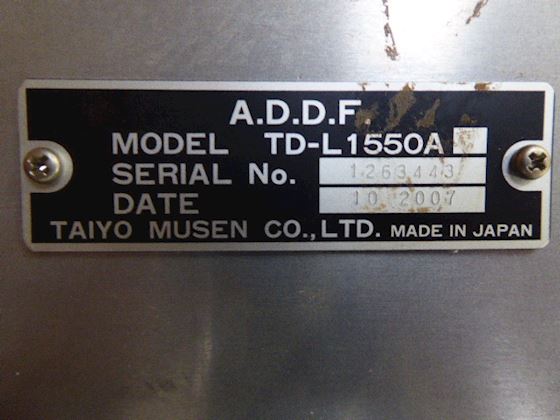 A.D.D.F.
MODEL TD-L1550A
SERIAL No. 1263443
DATE 10 2007
TAIYO MUSEN CO., LTD. MADE IN JAPAN